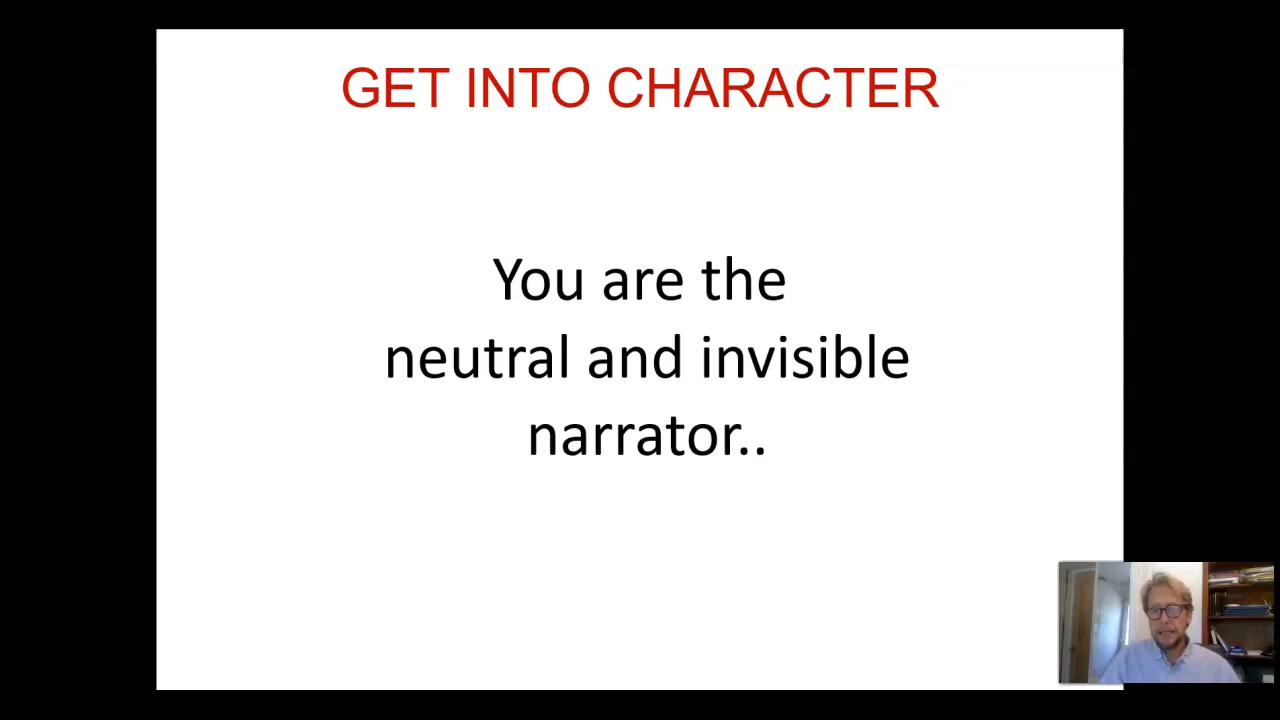 GET INTO CHARACTER
You are the
neutral and invisible
narrator..